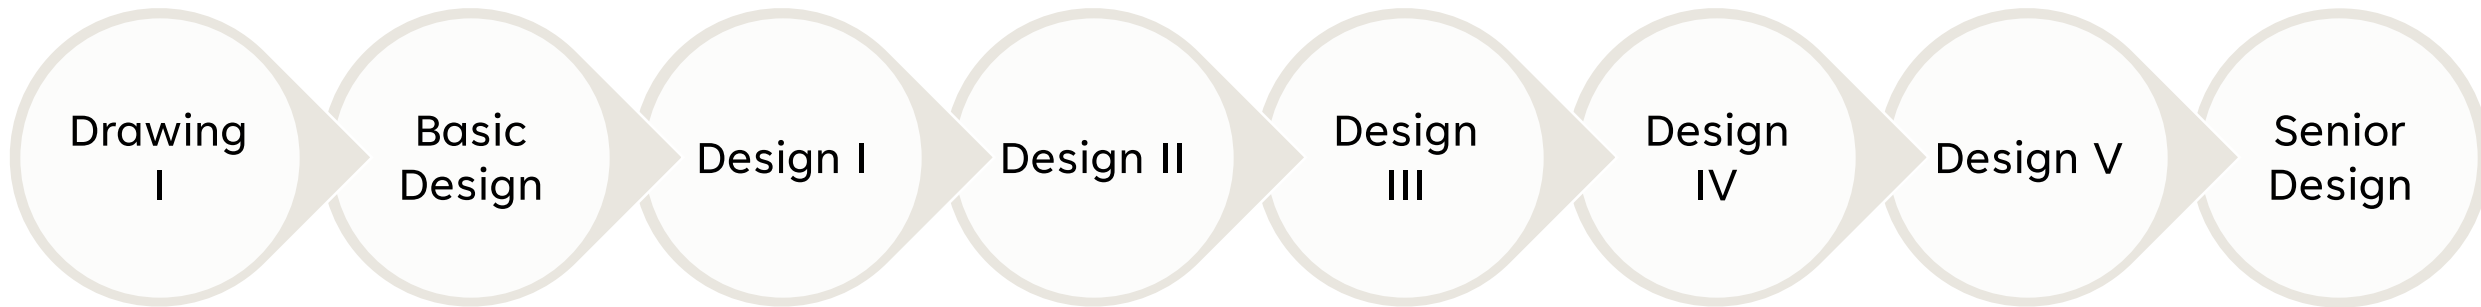 Drawing
I
Basic
Design
Design I
Design II
Design
III
Design
IV
Design V
Senior
Design